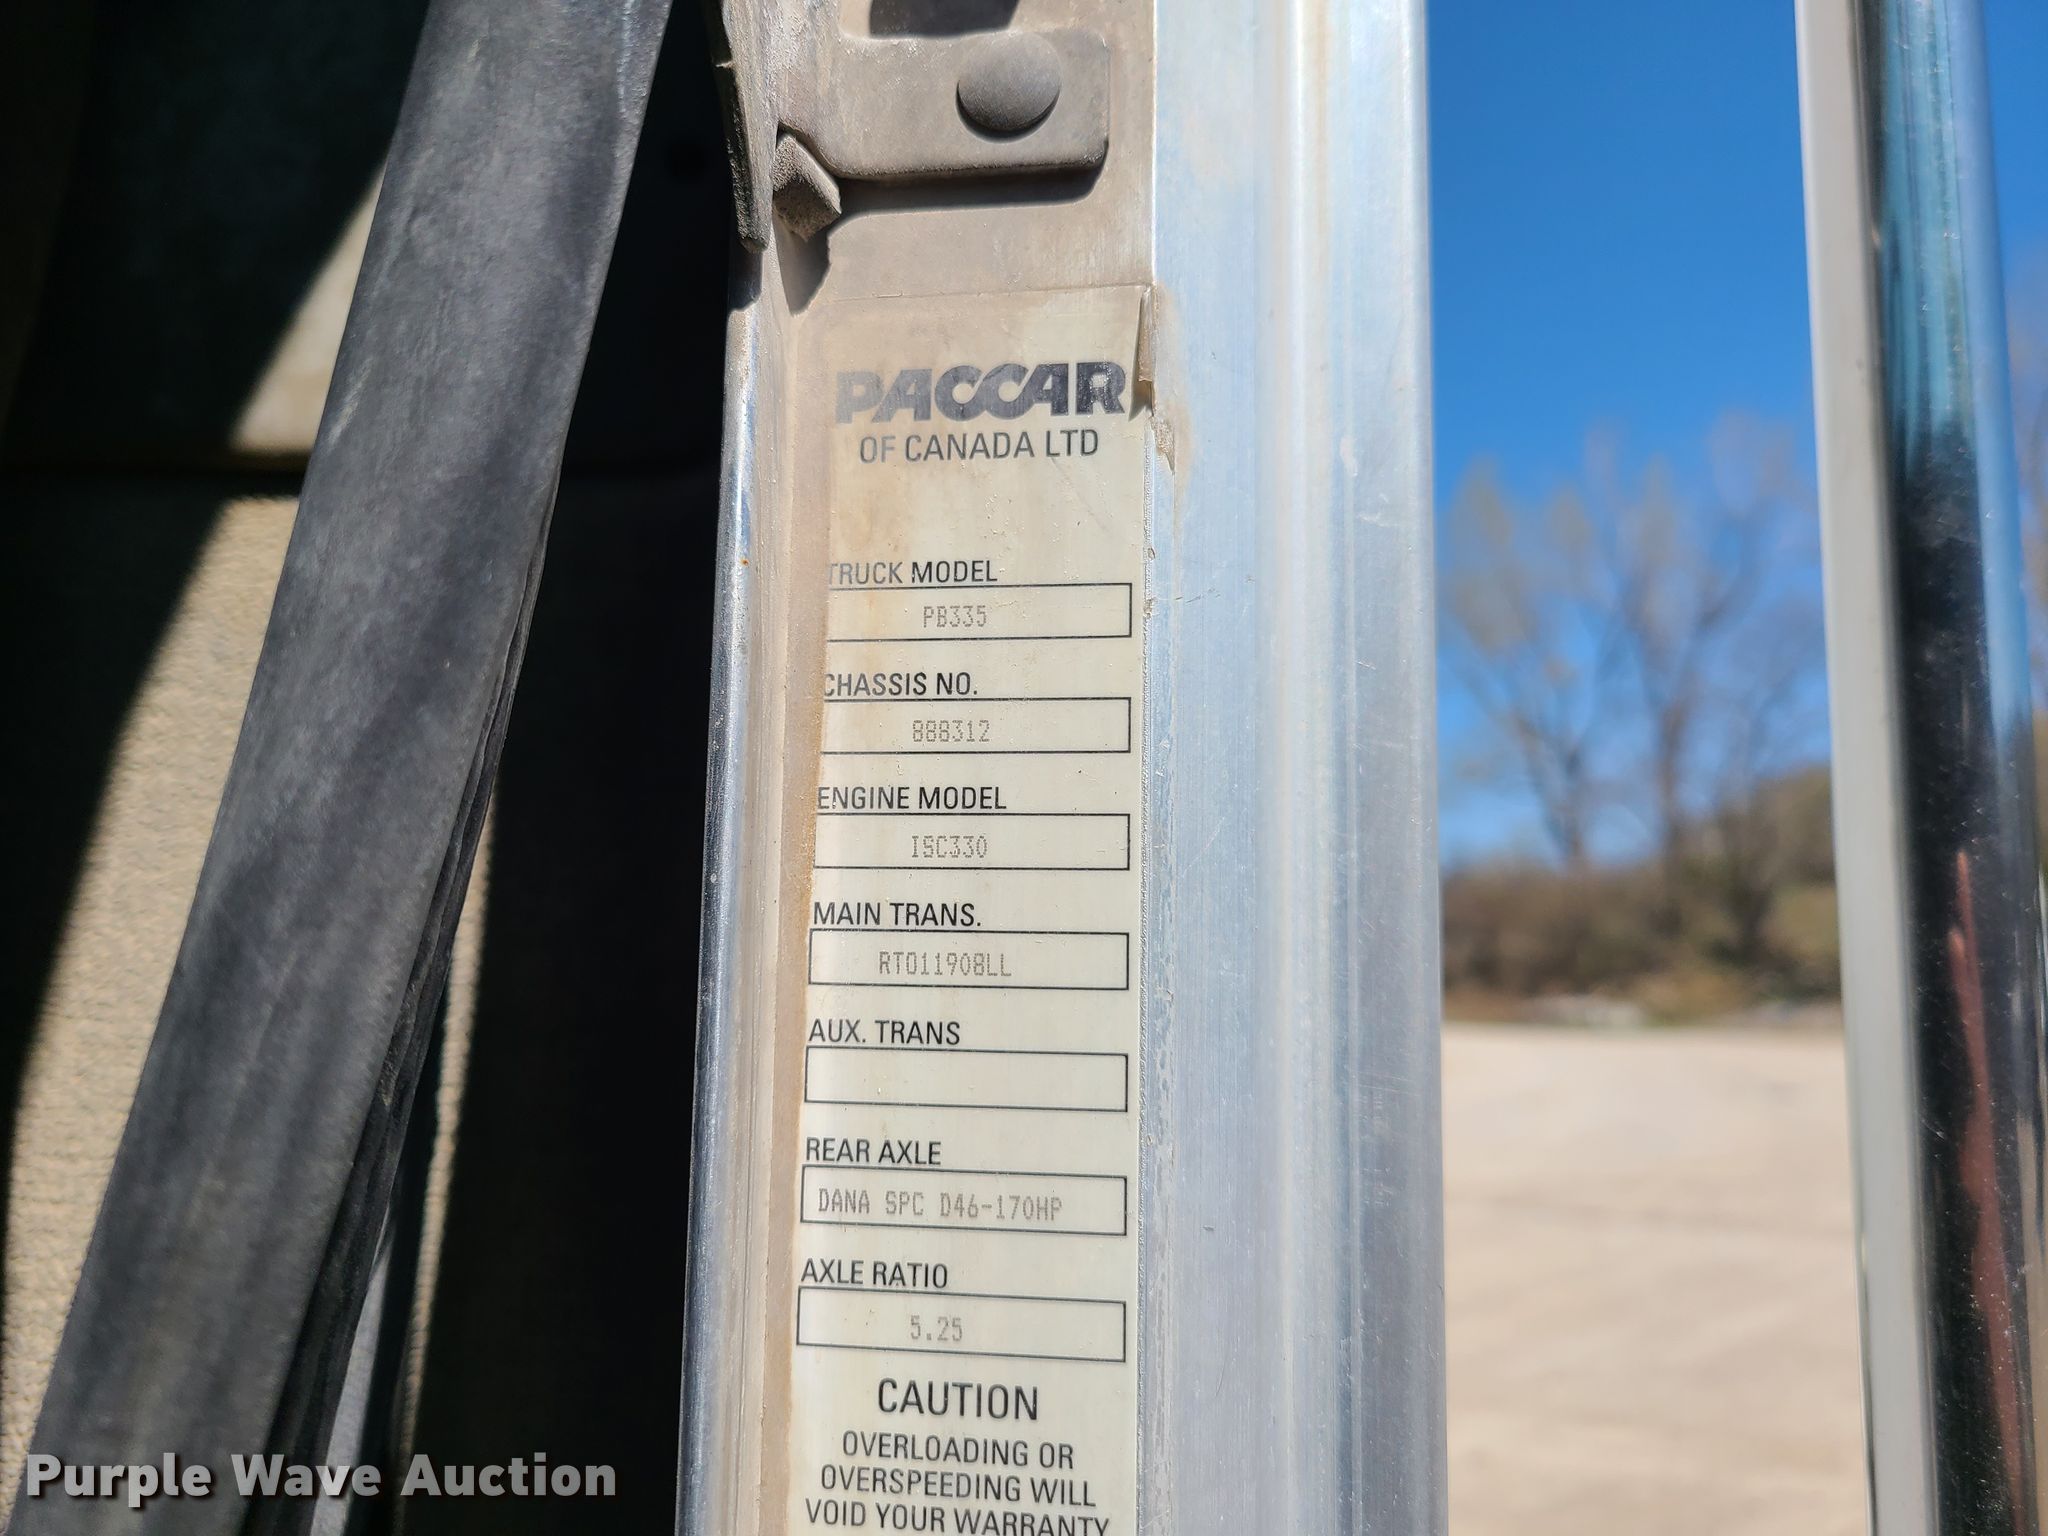 PACCAR
OF CANADA LTD
TRUCK MODEL
PB335
CHASSIS NO.
888312
ENGINE MODEL
ISC330
MAIN TRANS.
RTO11908LL
AUX. TRANS
REAR AXLE
DANA SPC D46-170HP
AXLE RATIO
5.25
CAUTION
OVERLOADING OR
OVERSPEEDING WILL
VOID YOUR WARRANTY
Purple Wave Auction